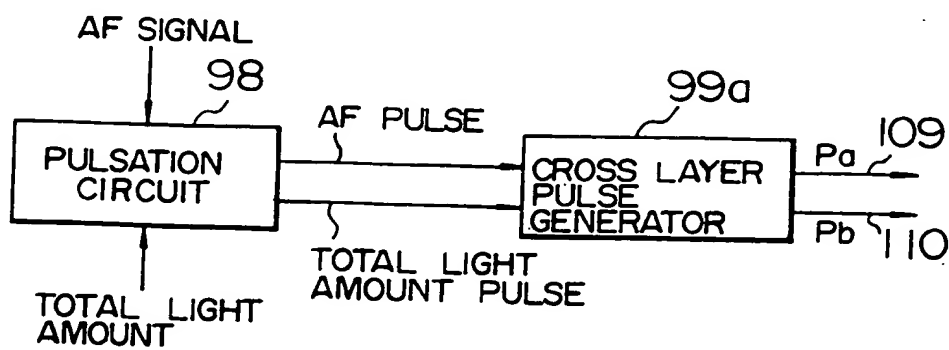 AF SIGNAL
98
PULSATION
CIRCUIT
TOTAL LIGHT
AMOUNT
AF PULSE
TOTAL LIGHT
AMOUNT PULSE
99a
CROSS LAYER
PULSE
GENERATOR
Pa
109
Pb
110